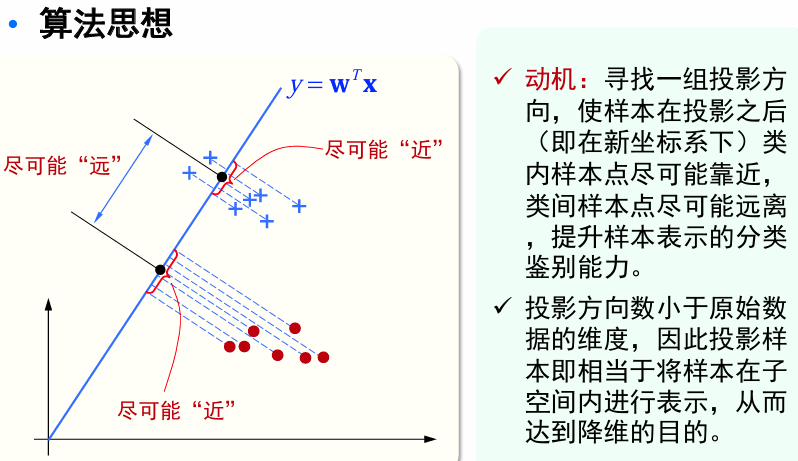 • 算法思想
y = wᵀx
尽可能“远”
尽可能“近”
尽可能“近”
✓ 动机：寻找一组投影方
向，使样本在投影之后
（即在新坐标系下）类
内样本点尽可能靠近，
类间样本点尽可能远离
，提升样本表示的分类
鉴别能力。
✓ 投影方向数小于原始数
据的维度，因此投影样
本即相当于将样本在子
空间内进行表示，从而
达到降维的目的。